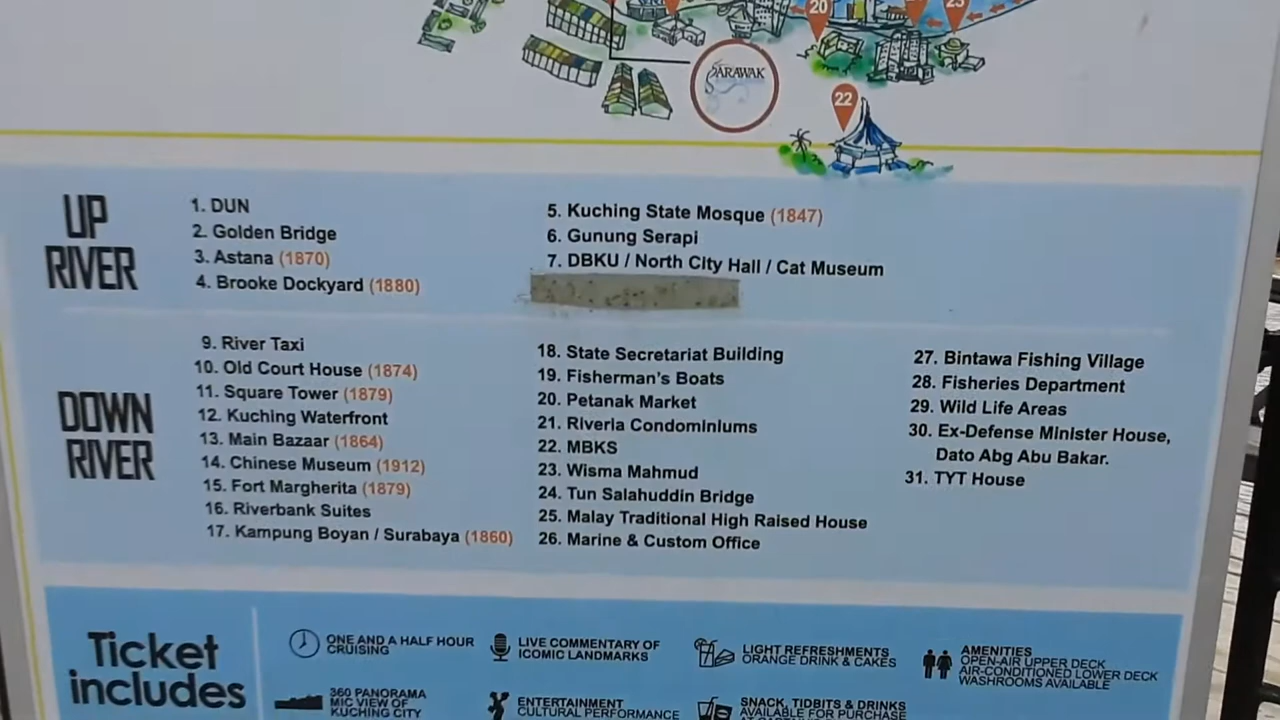 20
23
SARAWAK
22
UP
RIVER
1. DUN
2. Golden Bridge
3. Astana (1870)
4. Brooke Dockyard (1880)
5. Kuching State Mosque (1847)
6. Gunung Serapi
7. DBKU / North City Hall / Cat Museum
DOWN
RIVER
9. River Taxi
10. Old Court House (1874)
11. Square Tower (1879)
12. Kuching Waterfront
13. Main Bazaar (1864)
14. Chinese Museum (1912)
15. Fort Margherita (1879)
16. Riverbank Suites
17. Kampung Boyan / Surabaya (1860)
18. State Secretariat Building
19. Fisherman's Boats
20. Petanak Market
21. Riveria Condominiums
22. MBKS
23. Wisma Mahmud
24. Tun Salahuddin Bridge
25. Malay Traditional High Raised House
26. Marine & Custom Office
27. Bintawa Fishing Village
28. Fisheries Department
29. Wild Life Areas
30. Ex-Defense Minister House,
Dato Abg Abu Bakar.
31. TYT House
Ticket
includes
ONE AND A HALF HOUR
CRUISING
LIVE COMMENTARY OF
ICOMIC LANDMARKS
LIGHT REFRESHMENTS
ORANGE DRINK & CAKES
AMENITIES
OPEN-AIR UPPER DECK
AIR-CONDITIONED LOWER DECK
WASHROOMS AVAILABLE
360 PANORAMA
MIC VIEW OF
KUCHING CITY
ENTERTAINMENT
CULTURAL PERFORMANCE
SNACK, TIDBITS & DRINKS
AVAILABLE FOR PURCHASE